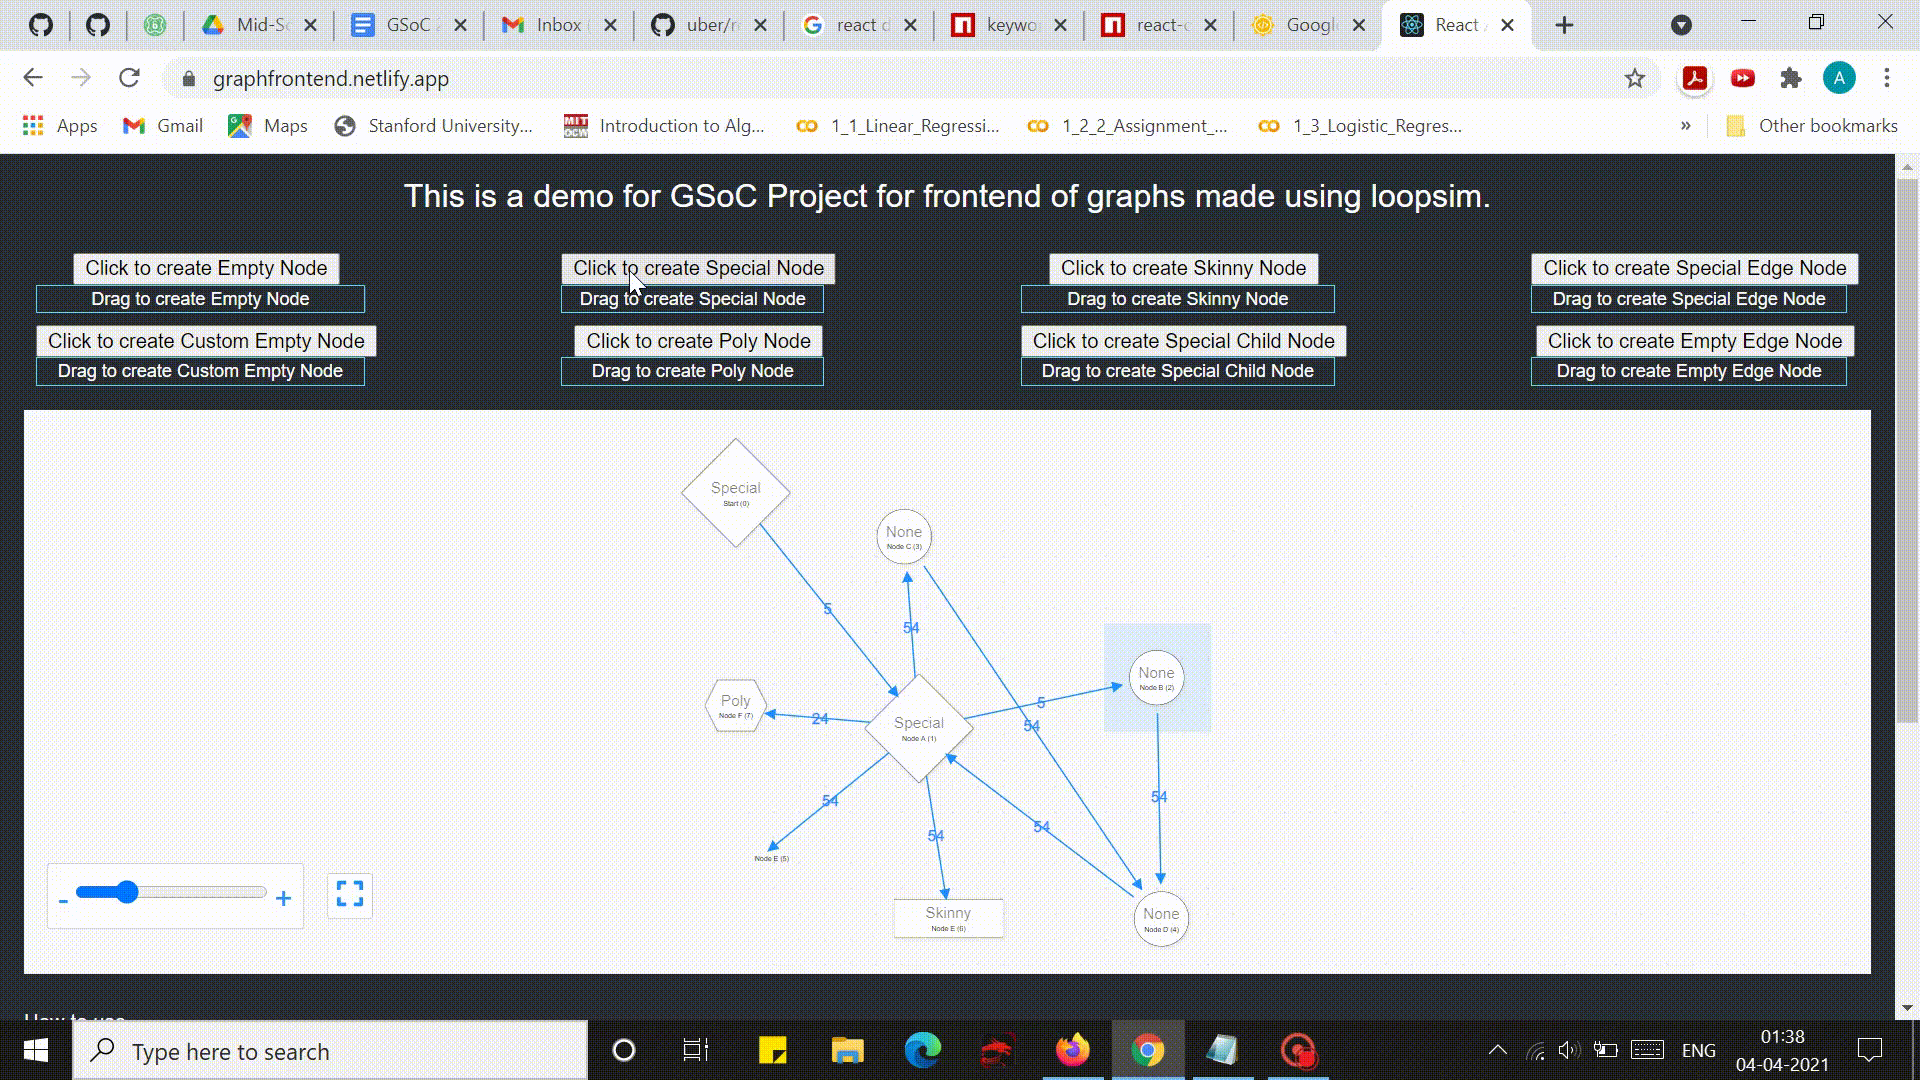 Mid-S
GSoC 2
Inbox
uber/r
react d
keywo
react-c
Googl
React
graphfrontend.netlify.app
A
Apps
Gmail
Maps
Stanford University...
MIT OCW
Introduction to Alg...
1_1_Linear_Regressi...
1_2_2_Assignment_...
1_3_Logistic_Regres...
»
Other bookmarks
This is a demo for GSoC Project for frontend of graphs made using loopsim.
Click to create Empty Node
Click to create Special Node
Click to create Skinny Node
Click to create Special Edge Node
Drag to create Empty Node
Drag to create Special Node
Drag to create Skinny Node
Drag to create Special Edge Node
Click to create Custom Empty Node
Click to create Poly Node
Click to create Special Child Node
Click to create Empty Edge Node
Drag to create Custom Empty Node
Drag to create Poly Node
Drag to create Special Child Node
Drag to create Empty Edge Node
Special
Start (0)
None
Node C (3)
5
54
None
Node B (2)
Poly
Node F (7)
24
Special
Node A (1)
5
54
54
54
54
54
Node E (5)
Skinny
Node E (6)
None
Node D (4)
-
+
How to use
Type here to search
ENG
01:38
04-04-2021